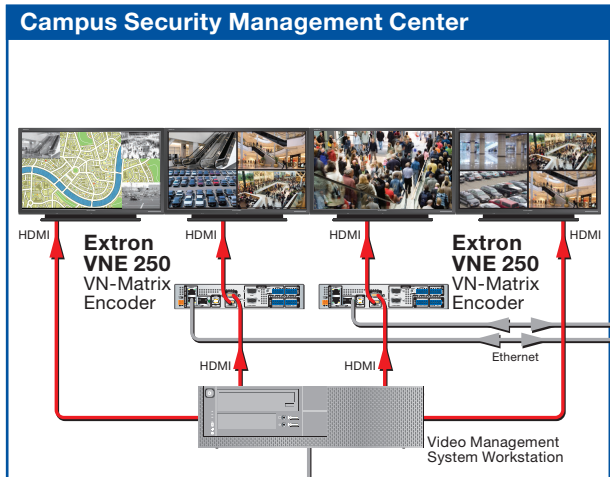 Campus Security Management Center
HDMI
Extron
VNE 250
VN-Matrix
Encoder
HDMI
HDMI
Extron
VNE 250
VN-Matrix
Encoder
HDMI
Ethernet
HDMI
HDMI
Video Management
System Workstation